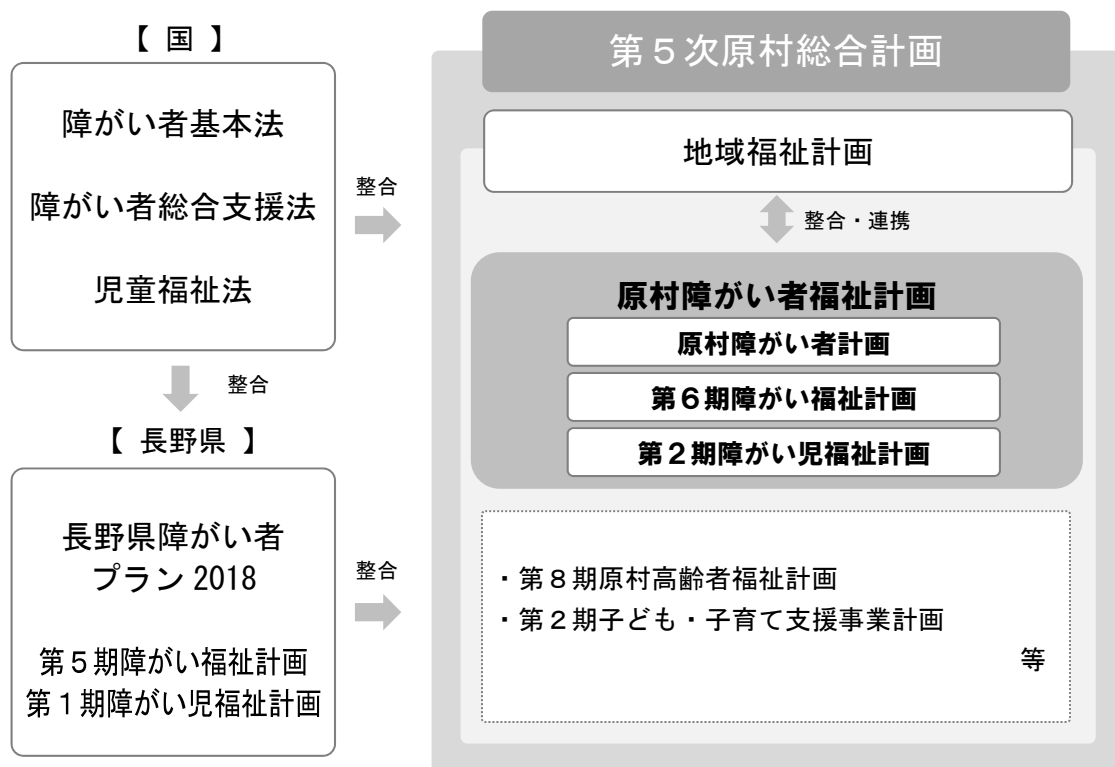 【 国 】
障がい者基本法
障がい者総合支援法
児童福祉法
整合
整合
【 長野県 】
長野県障がい者
プラン2018
第5期障がい福祉計画
第1期障がい児福祉計画
整合
第5次原村総合計画
地域福祉計画
整合・連携
原村障がい者福祉計画
原村障がい者計画
第6期障がい福祉計画
第2期障がい児福祉計画
・第8期原村高齢者福祉計画
・第2期子ども・子育て支援事業計画
等